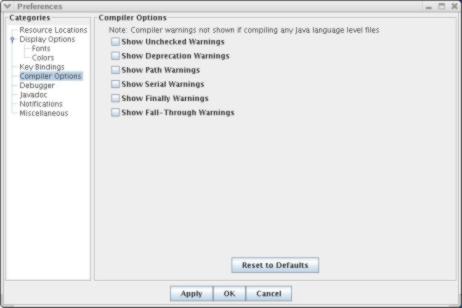 Preferences
Categories
Resource Locations
Display Options
Fonts
Colors
Key Bindings
Compiler Options
Debugger
Javadoc
Notifications
Miscellaneous
Compiler Options
Note: Compiler warnings not shown if compiling any Java language level files
Show Unchecked Warnings
Show Deprecation Warnings
Show Path Warnings
Show Serial Warnings
Show Finally Warnings
Show Fall-Through Warnings
Reset to Defaults
Apply OK Cancel